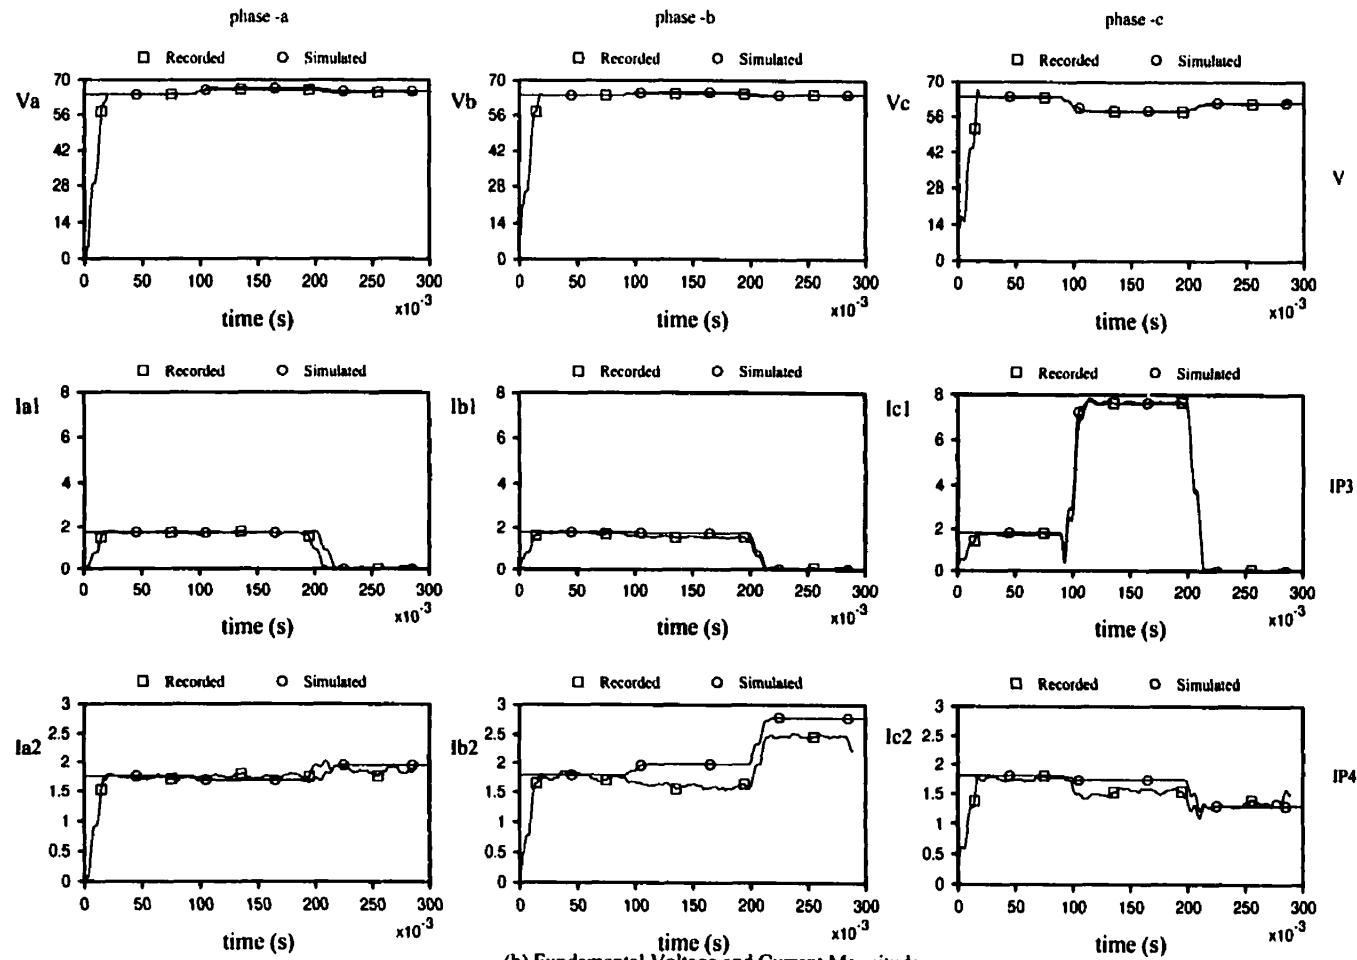 phase -a phase -b phase -c
Recorded Simulated Recorded Simulated Recorded Simulated
Va 70 56 42 28 14 0
0 50 100 150 200 250 300
x10-3
time (s)
Vb 70 56 42 28 14 0
0 50 100 150 200 250 300
x10-3
time (s)
Vc 70 56 42 28 14 0
0 50 100 150 200 250 300
x10-3
time (s)
V
Recorded Simulated Recorded Simulated Recorded Simulated
Ia1 8 6 4 2 0
0 50 100 150 200 250 300
x10-3
time (s)
Ib1 8 6 4 2 0
0 50 100 150 200 250 300
x10-3
time (s)
Ic1 8 6 4 2 0
0 50 100 150 200 250 300
x10-3
time (s)
IP3
Recorded Simulated Recorded Simulated Recorded Simulated
Ia2 3 2.5 2 1.5 1 0.5 0
0 50 100 150 200 250 300
x10-3
time (s)
Ib2 3 2.5 2 1.5 1 0.5 0
0 50 100 150 200 250 300
x10-3
time (s)
Ic2 3 2.5 2 1.5 1 0.5 0
0 50 100 150 200 250 300
x10-3
time (s)
IP4
(b) Fundamental Voltage and Current Magnitude